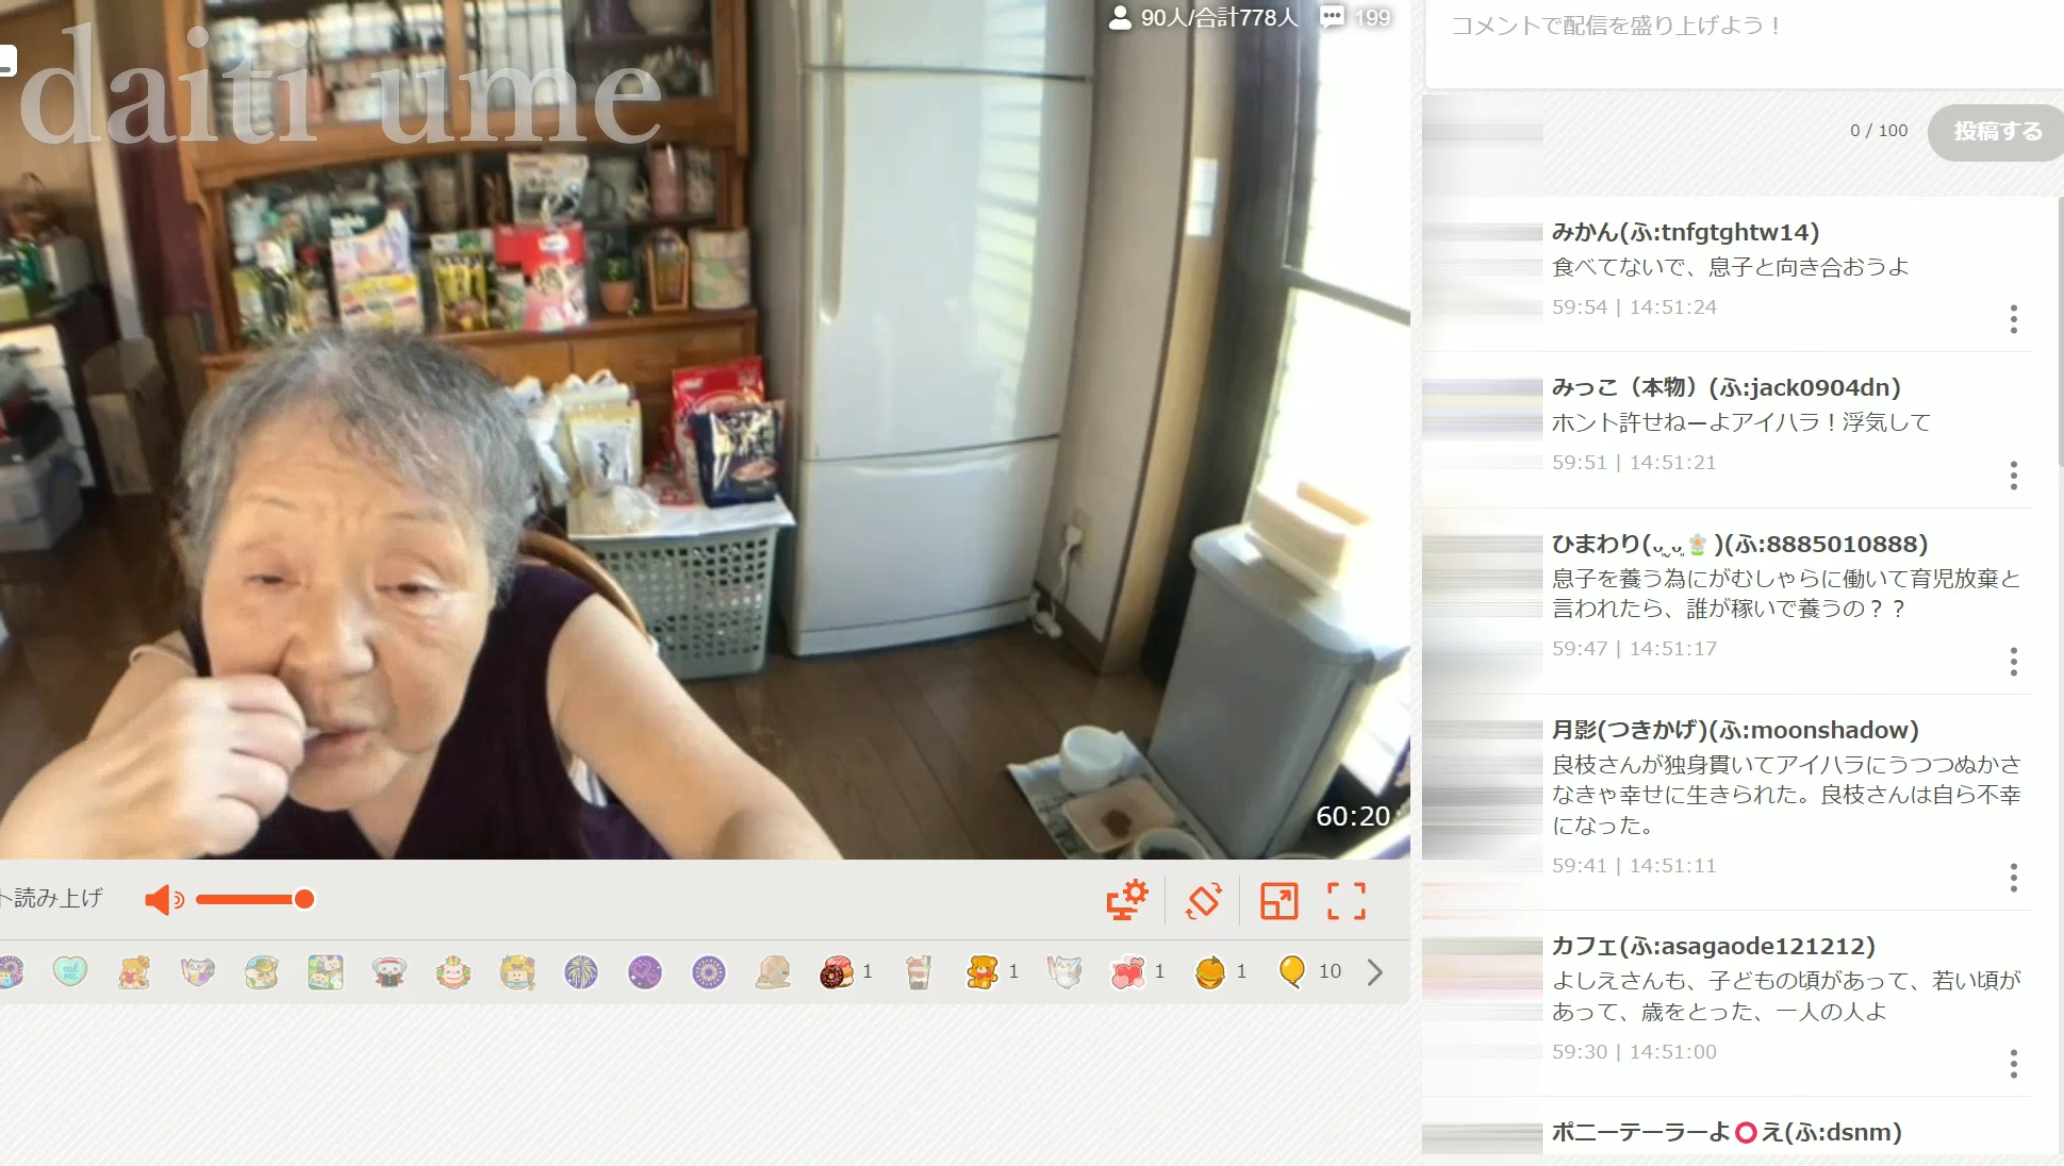 daiti ume
90人/合計778人 199
60:20
ト読み上げ
1
1
1
1
10
コメントで配信を盛り上げよう！
0 / 100
投稿する
みかん(ふ:tnfgtghtw14)
食べてないで、息子と向き合おうよ
59:54 | 14:51:24
みっこ（本物）(ふ:jack0904dn)
ホント許せねーよアイハラ！浮気して
59:51 | 14:51:21
ひまわり(ᴗ͈ˬᴗ͈🌼)(ふ:8885010888)
息子を養う為にがむしゃらに働いて育児放棄と
言われたら、誰が稼いで養うの？？
59:47 | 14:51:17
月影(つきかげ)(ふ:moonshadow)
良枝さんが独身貫いてアイハラにうつつぬかさ
なきゃ幸せに生きられた。良枝さんは自ら不幸
になった。
59:41 | 14:51:11
カフェ(ふ:asagaode121212)
よしえさんも、子どもの頃があって、若い頃が
あって、歳をとった、一人の人よ
59:30 | 14:51:00
ポニーテーラーよ⭕え(ふ:dsnm)